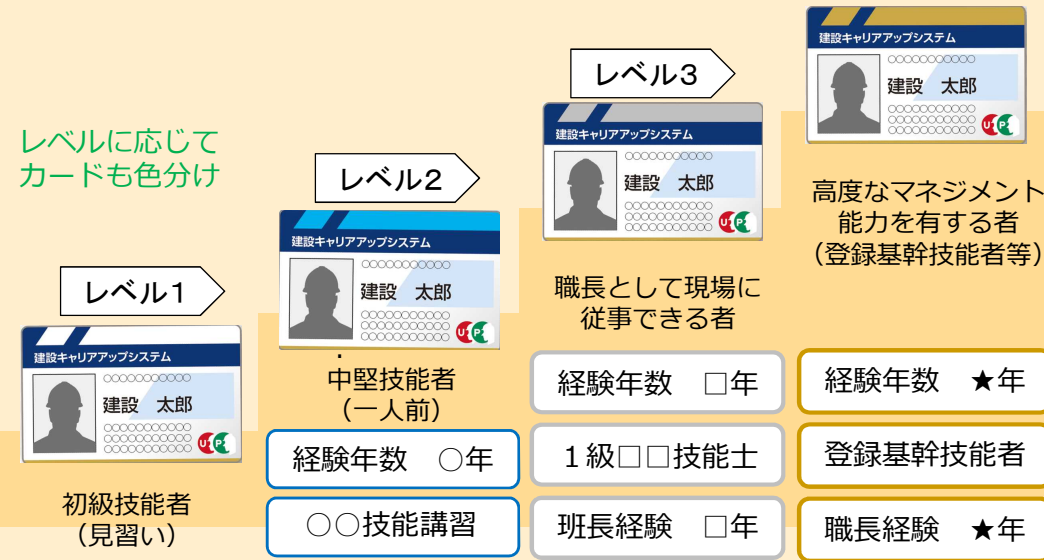 レベルに応じて
カードも色分け
レベル1
建設キャリアアップシステム
○○○○○○○○○○○
建設 太郎
○○○○○○○○○○○
○○○○○○○○○○○
○○○○○○○○○○○
初級技能者
（見習い）
レベル2
建設キャリアアップシステム
○○○○○○○○○○○
建設 太郎
○○○○○○○○○○○
○○○○○○○○○○○
○○○○○○○○○○○
中堅技能者
（一人前）
経験年数 ○年
○○技能講習
レベル3
建設キャリアアップシステム
○○○○○○○○○○○
建設 太郎
○○○○○○○○○○○
○○○○○○○○○○○
○○○○○○○○○○○
職長として現場に
従事できる者
経験年数 □年
１級□□技能士
班長経験 □年
建設キャリアアップシステム
○○○○○○○○○○○
建設 太郎
○○○○○○○○○○○
○○○○○○○○○○○
○○○○○○○○○○○
高度なマネジメント
能力を有する者
（登録基幹技能者等）
経験年数 ★年
登録基幹技能者
職長経験 ★年